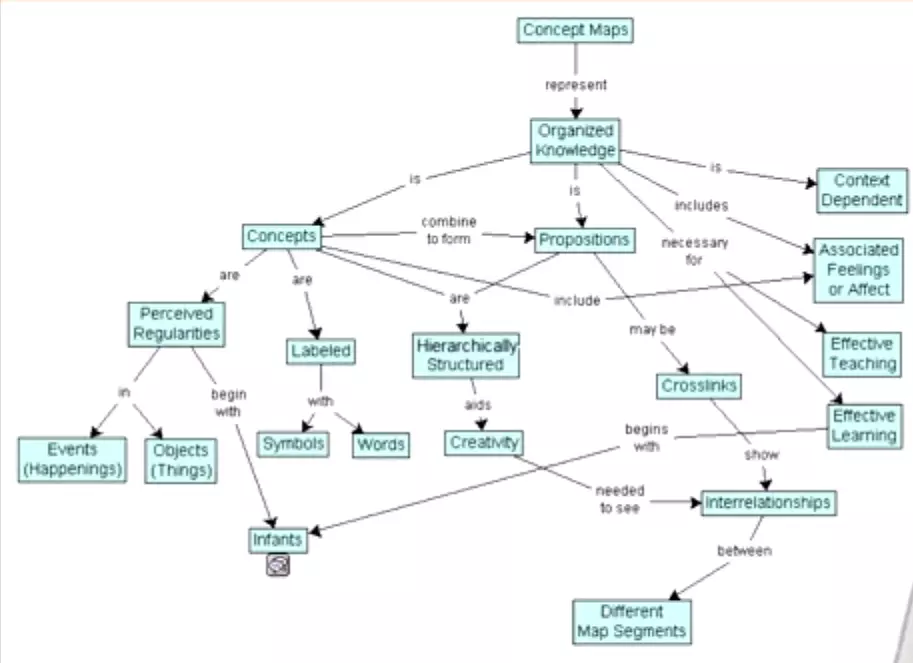 Concept Maps
represent
Organized
Knowledge
is
is
is
Context
Dependent
includes
combine
to form
Concepts
Propositions
necessary
for
Associated
Feelings
or Affect
are
are
are
include
Perceived
Regularities
may be
Labeled
Hierarchically
Structured
Effective
Teaching
Crosslinks
in
begin
with
with
aids
Effective
Learning
begins
with
Events
(Happenings)
Objects
(Things)
Symbols
Words
Creativity
show
needed
to see
Interrelationships
Infants
between
Different
Map Segments